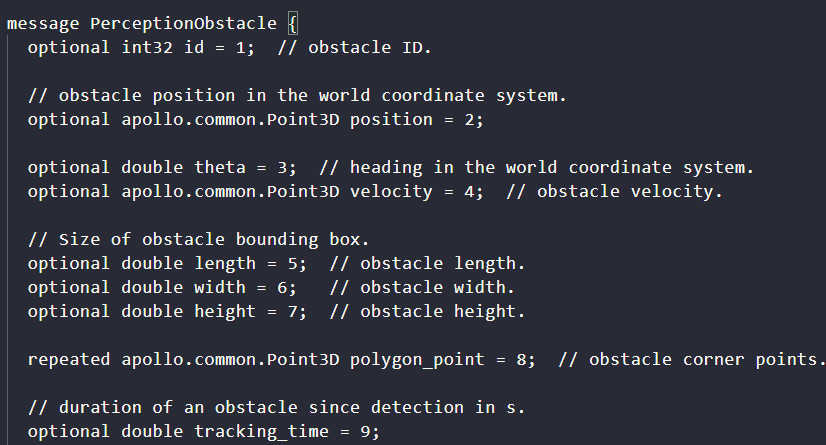 message PerceptionObstacle {
optional int32 id = 1;  // obstacle ID.
// obstacle position in the world coordinate system.
optional apollo.common.Point3D position = 2;
optional double theta = 3;  // heading in the world coordinate system.
optional apollo.common.Point3D velocity = 4;  // obstacle velocity.
// Size of obstacle bounding box.
optional double length = 5;  // obstacle length.
optional double width = 6;   // obstacle width.
optional double height = 7;  // obstacle height.
repeated apollo.common.Point3D polygon_point = 8;  // obstacle corner points.
// duration of an obstacle since detection in s.
optional double tracking_time = 9;